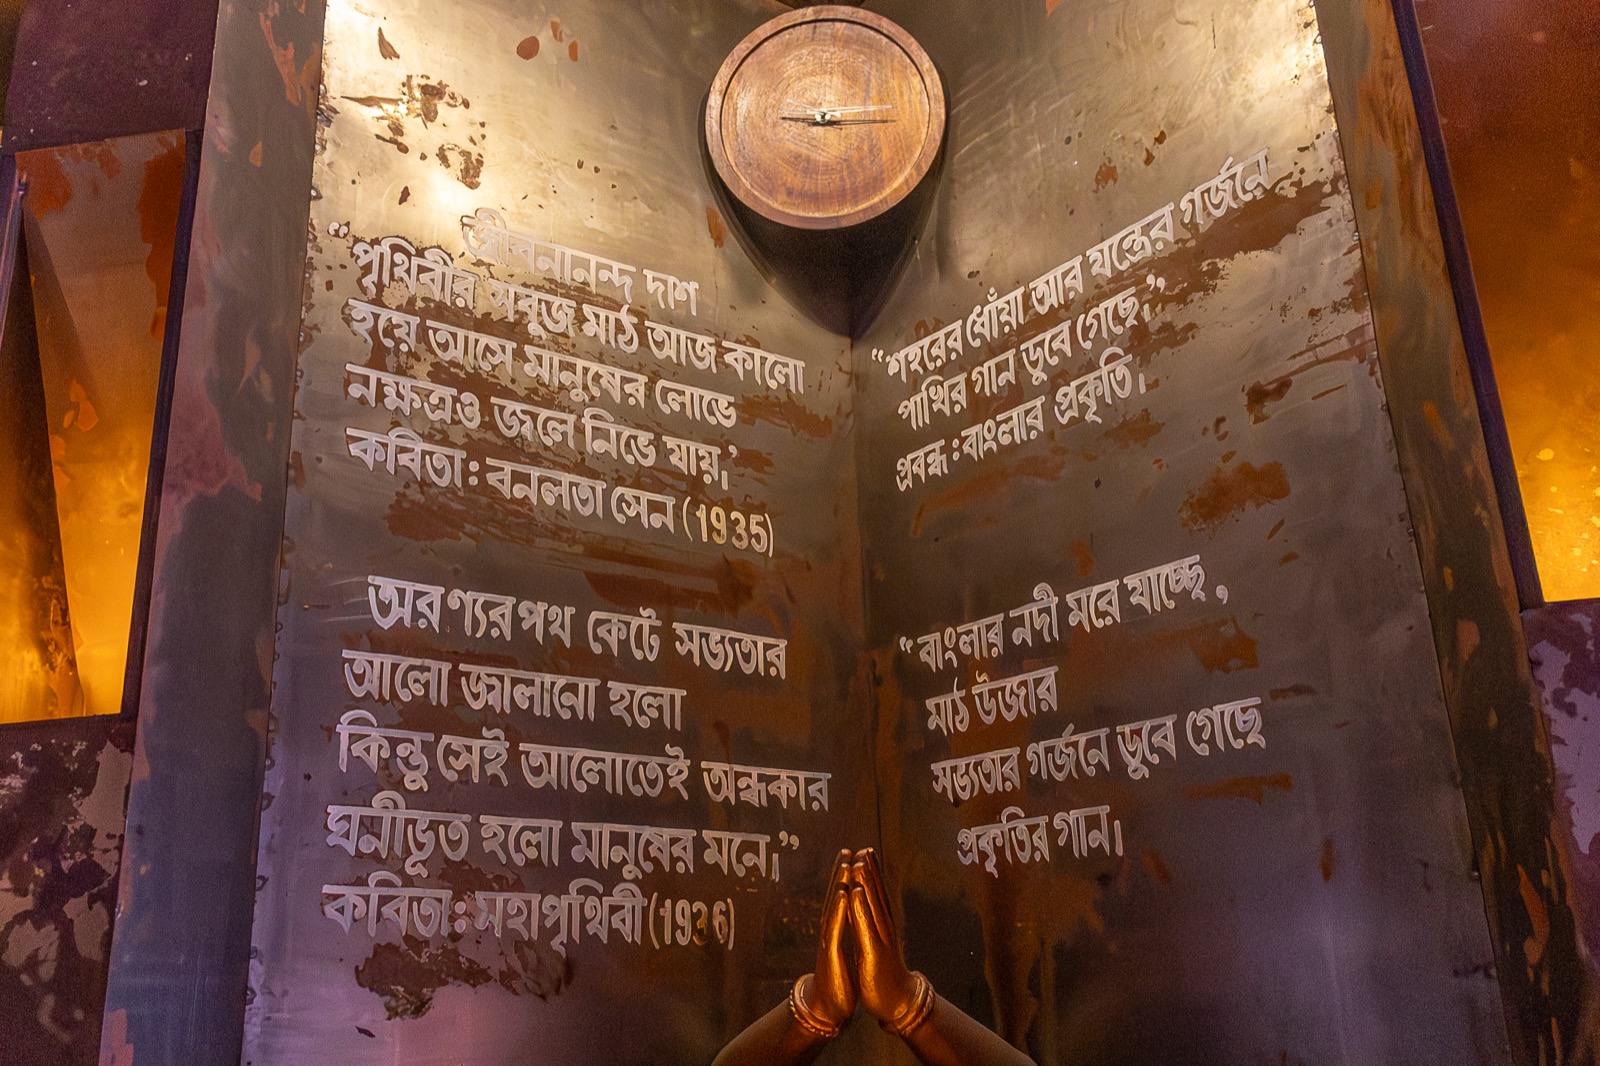 জীবনানন্দ দাশ
“পৃথিবীর সবুজ মাঠ আজ কালো
হয়ে আসে মানুষের লোভে
নক্ষত্রও জলে নিভে যায়।’
কবিতা: বনলতা সেন (1935)
অরণ্যর পথ কেটে সভ্যতার
আলো জ্বালানো হলো
কিন্তু সেই আলোতেই অন্ধকার
ঘনীভূত হলো মানুষের মনে।”
কবিতা: মহাপৃথিবী (1936)
“শহরের ধোঁয়া আর যন্ত্রের গর্জনে
পাখির গান ডুবে গেছে।”
প্রবন্ধ : বাংলার প্রকৃতি।
“বাংলার নদী মরে যাচ্ছে,
মাঠ উজার
সভ্যতার গর্জনে ডুবে গেছে
প্রকৃতির গান।